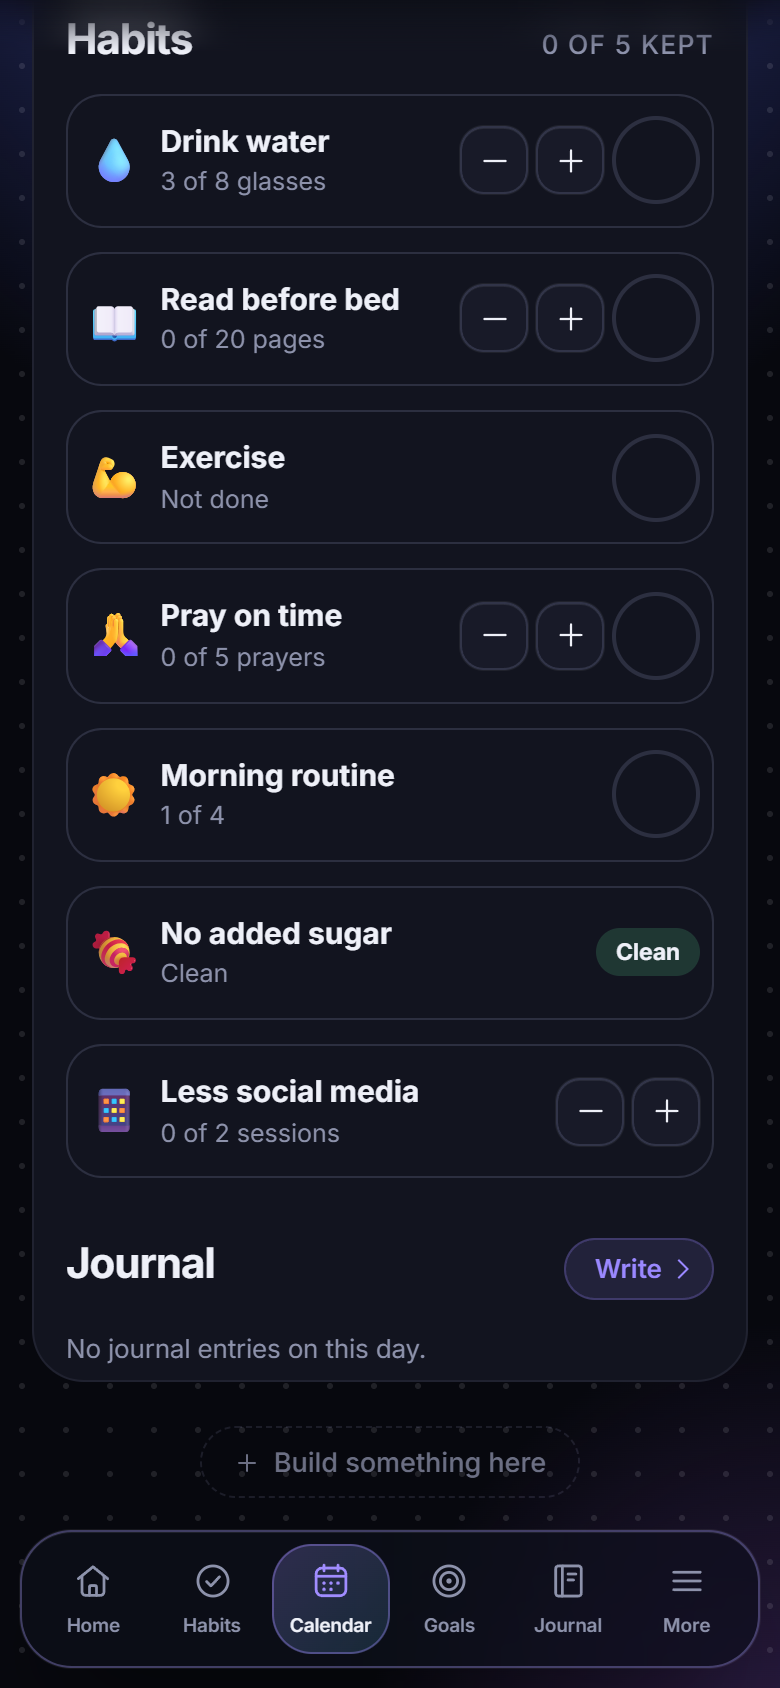 Habits
0 OF 5 KEPT
Drink water
3 of 8 glasses
Read before bed
0 of 20 pages
Exercise
Not done
Pray on time
0 of 5 prayers
Morning routine
1 of 4
No added sugar
Clean
Clean
Less social media
0 of 2 sessions
Journal
Write
No journal entries on this day.
+ Build something here
Home
Habits
Calendar
Goals
Journal
More